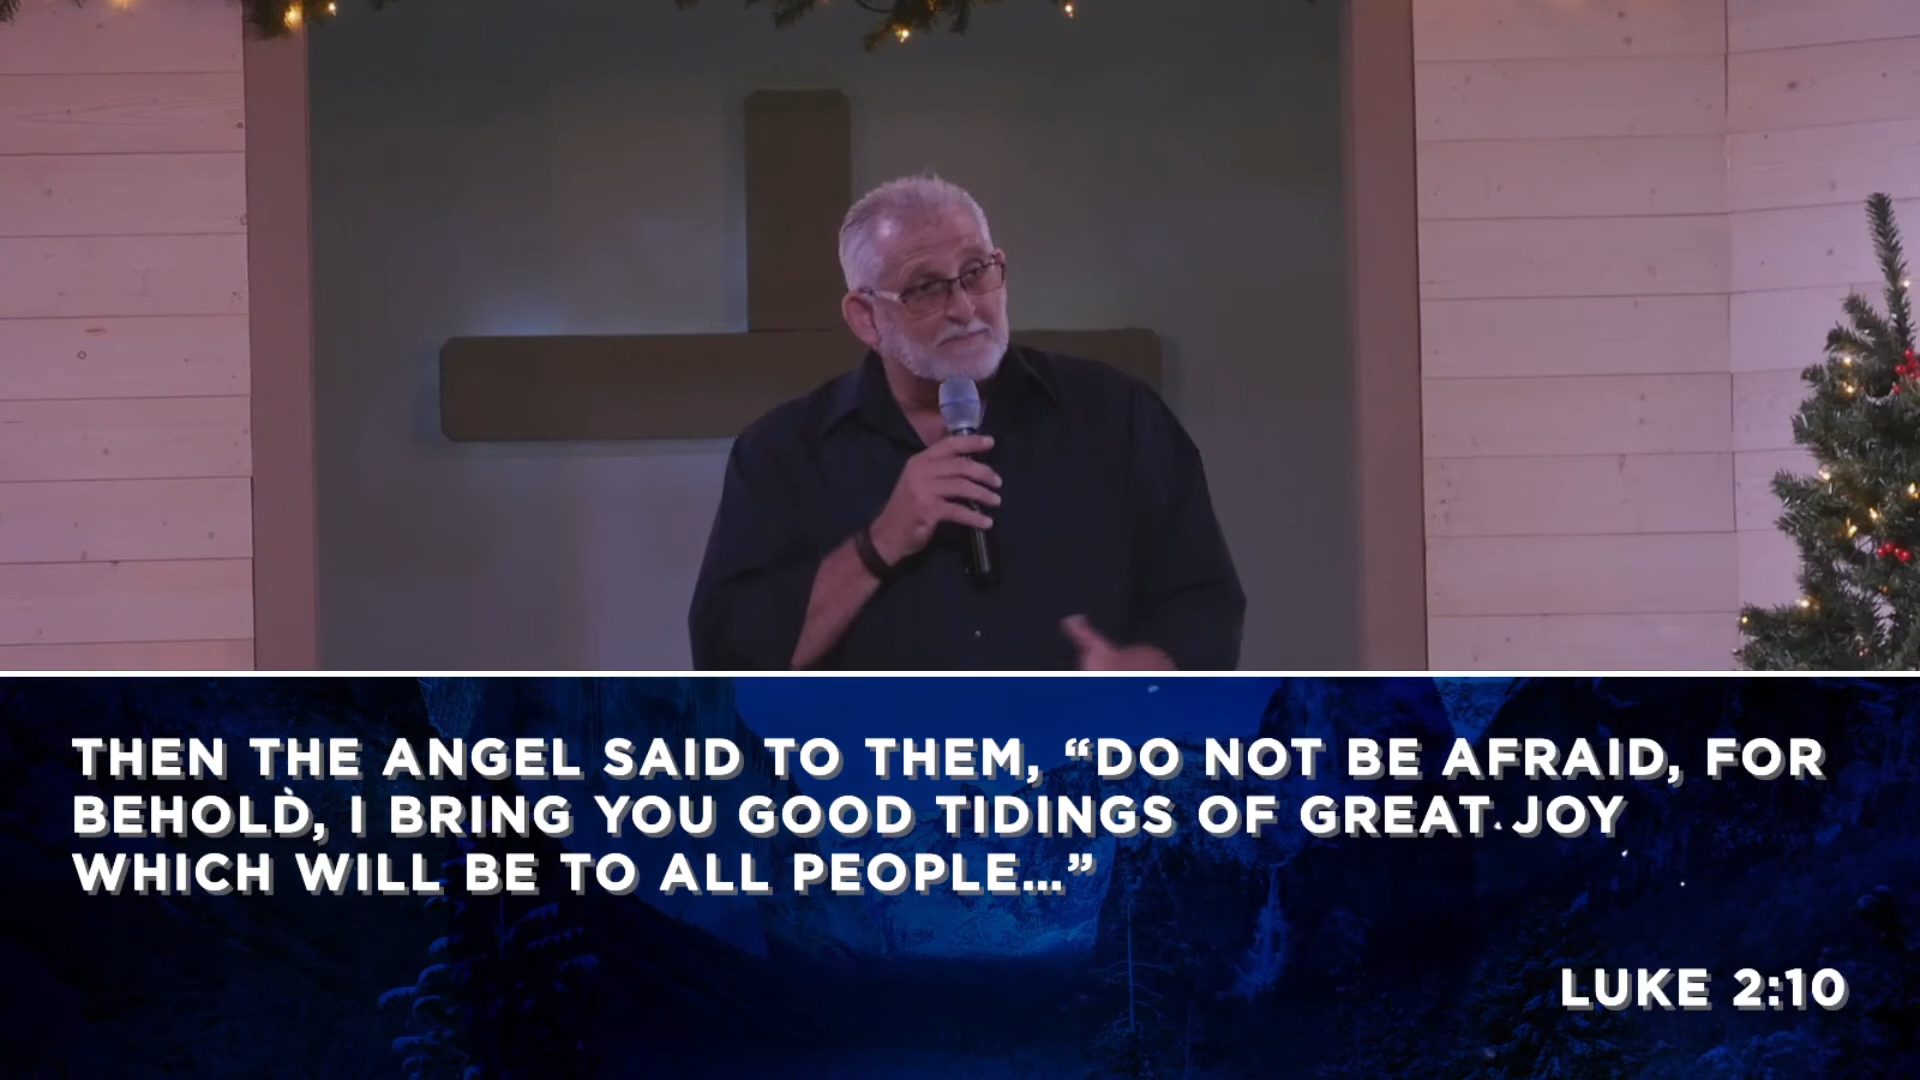 THEN THE ANGEL SAID TO THEM, “DO NOT BE AFRAID, FOR
BEHOLD, I BRING YOU GOOD TIDINGS OF GREAT JOY
WHICH WILL BE TO ALL PEOPLE...”
LUKE 2:10